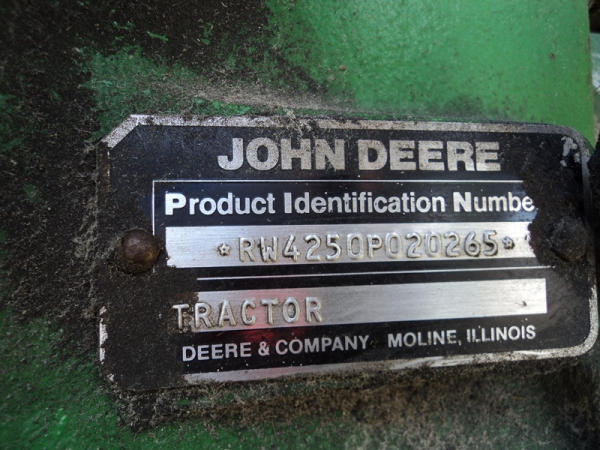 JOHN DEERE
Product Identification Numbe
*RW4250P020265*
TRACTOR
DEERE & COMPANY MOLINE, ILLINOIS